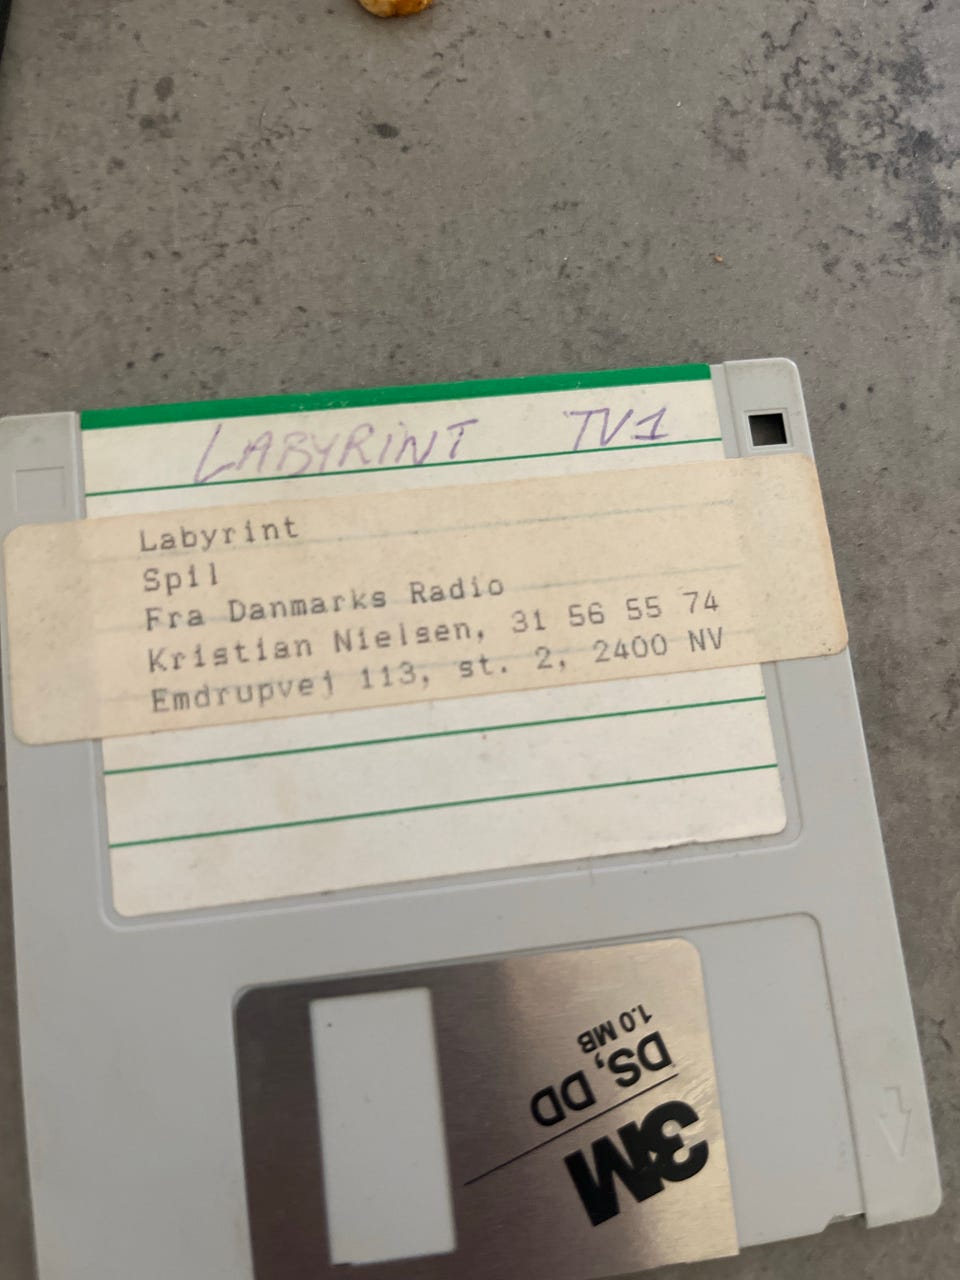 LABYRINT TV1
Labyrint
Spil
Fra Danmarks Radio
Kristian Nielsen, 31 56 55 74
Emdrupvej 113, st. 2, 2400 NV
1.0 MB
DS, DD
3M